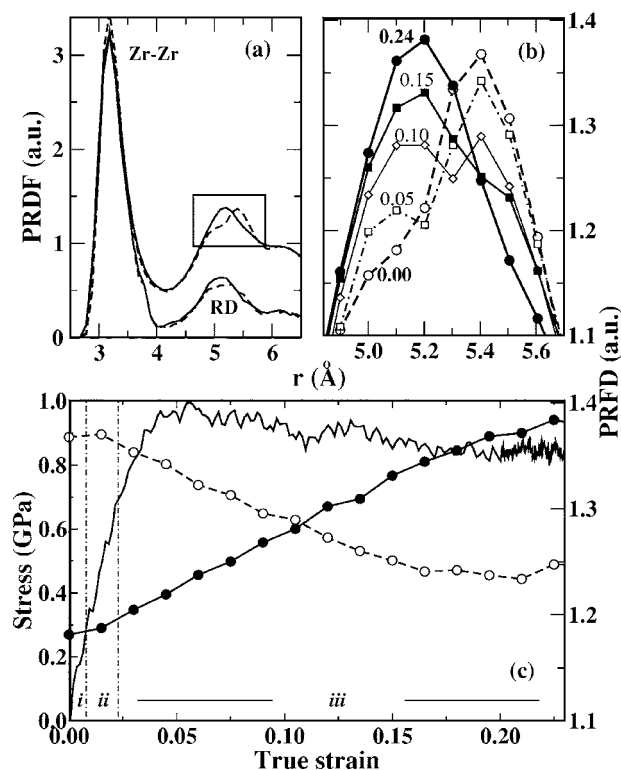 (a)
Zr-Zr
RD
PRDF (a.u.)
3
2
1
0
3
4
5
6
(b)
0.24
0.15
0.10
0.05
0.00
1.4
1.3
1.2
1.1
PRFD (a.u.)
5.0
5.2
5.4
5.6
r (Å)
Stress (GPa)
1.0
0.8
0.6
0.4
0.2
0.0
1.4
1.3
1.2
1.1
i
ii
iii
(c)
0.00
0.05
0.10
0.15
0.20
True strain